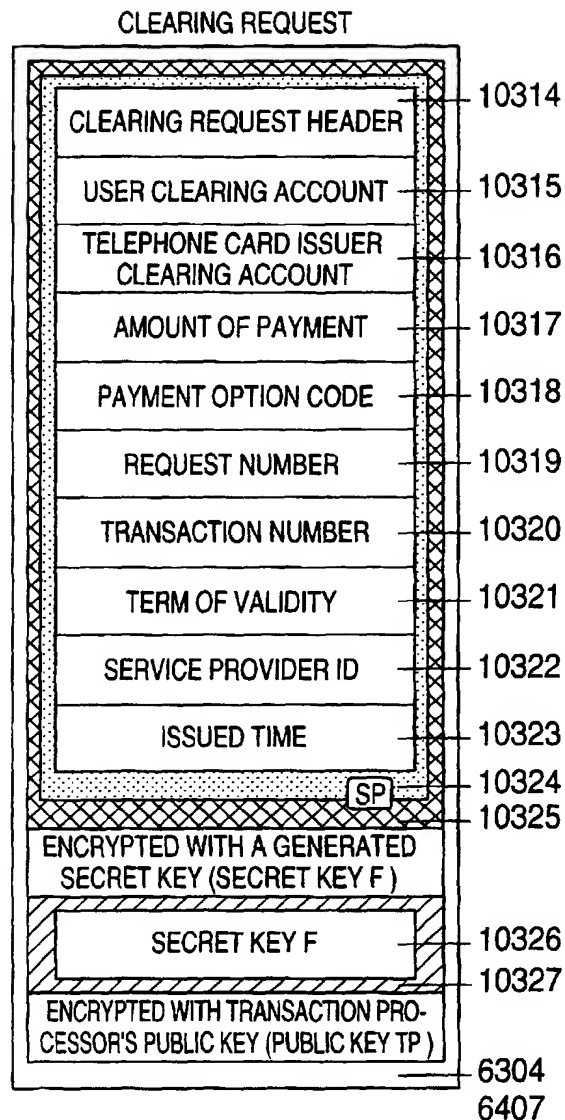 CLEARING REQUEST
CLEARING REQUEST HEADER 10314
USER CLEARING ACCOUNT 10315
TELEPHONE CARD ISSUER
CLEARING ACCOUNT 10316
AMOUNT OF PAYMENT 10317
PAYMENT OPTION CODE 10318
REQUEST NUMBER 10319
TRANSACTION NUMBER 10320
TERM OF VALIDITY 10321
SERVICE PROVIDER ID 10322
ISSUED TIME 10323
SP 10324
10325
ENCRYPTED WITH A GENERATED
SECRET KEY (SECRET KEY F )
SECRET KEY F 10326
10327
ENCRYPTED WITH TRANSACTION PRO-
CESSOR'S PUBLIC KEY (PUBLIC KEY TP )
6304
6407